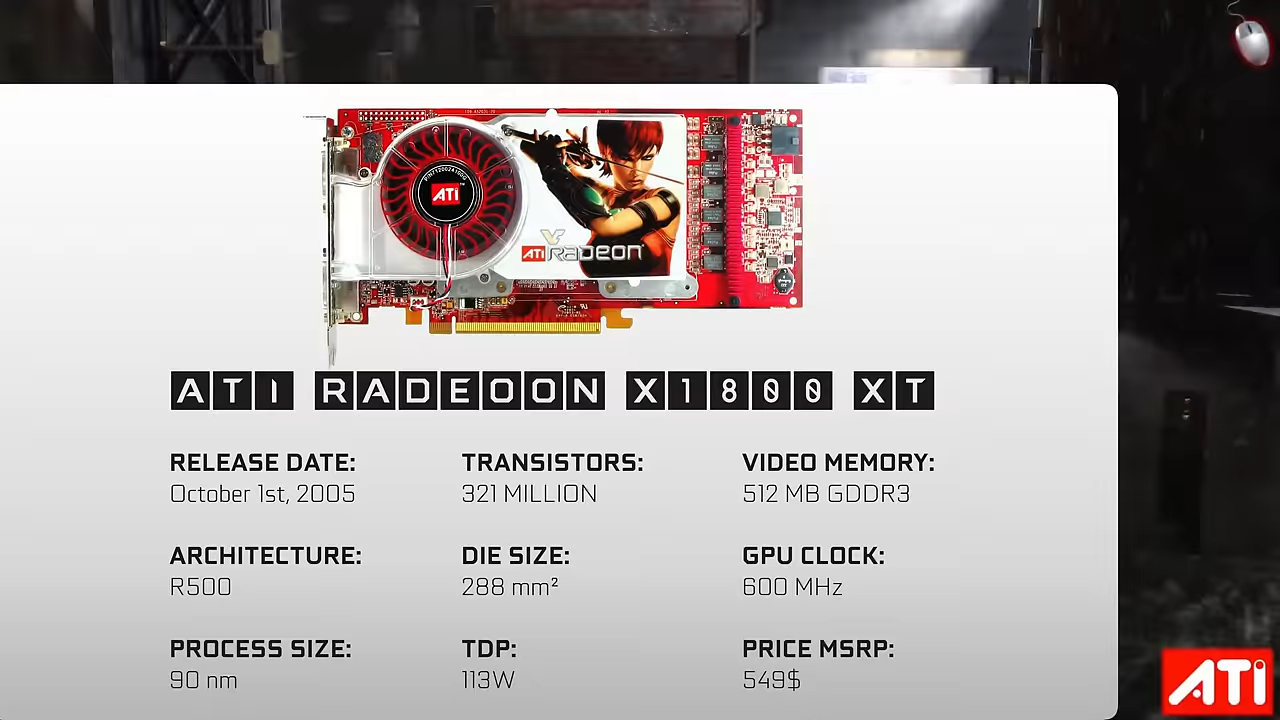 ATI
ATI RADEON
ATI RADEOON X1800 XT
RELEASE DATE:
October 1st, 2005
TRANSISTORS:
321 MILLION
VIDEO MEMORY:
512 MB GDDR3
ARCHITECTURE:
R500
DIE SIZE:
288 mm²
GPU CLOCK:
600 MHz
PROCESS SIZE:
90 nm
TDP:
113W
PRICE MSRP:
549$
ATI